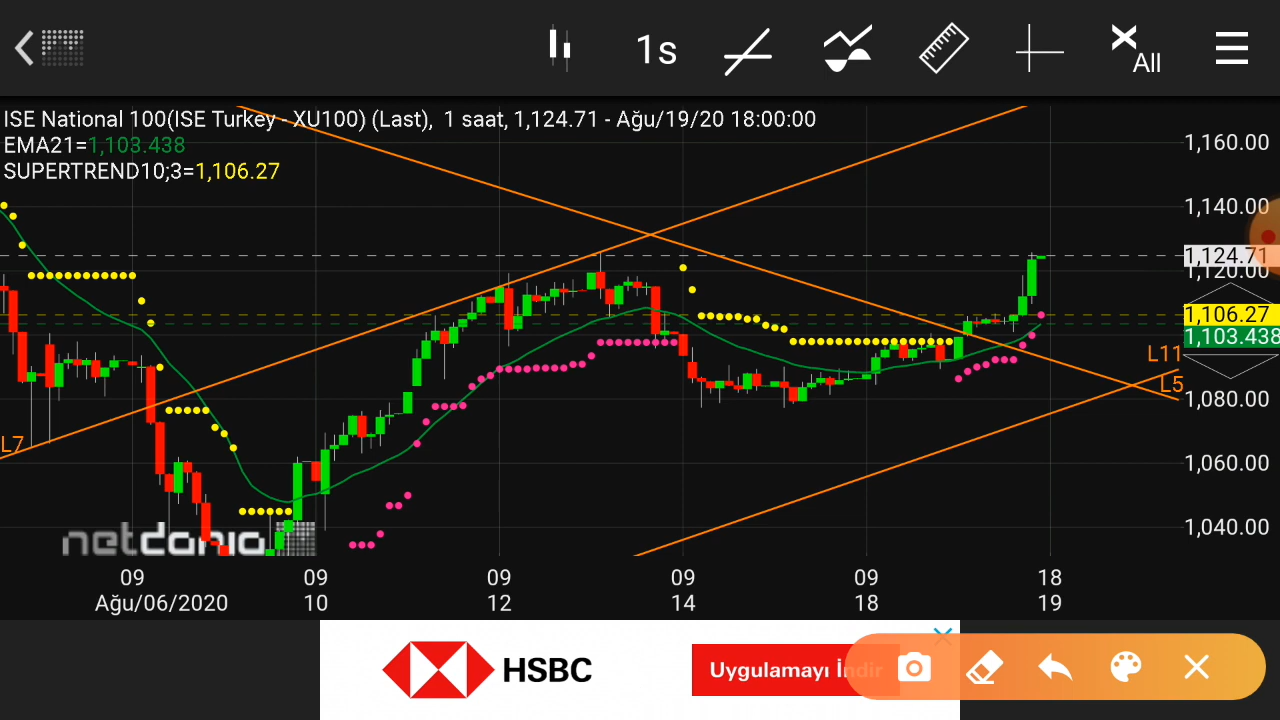 1s
All
ISE National 100(ISE Turkey - XU100) (Last), 1 saat, 1,124.71 - Ağu/19/20 18:00:00
EMA21=1,103.438
SUPERTREND10;3=1,106.27
1,160.00
1,140.00
1,124.71
1,120.00
1,106.27
1,103.438
L11
L5
1,080.00
L7
1,060.00
1,040.00
netdania
09 09 09 09 09 18
Ağu/06/2020 10 12 14 18 19
HSBC
Uygulamayı İndir